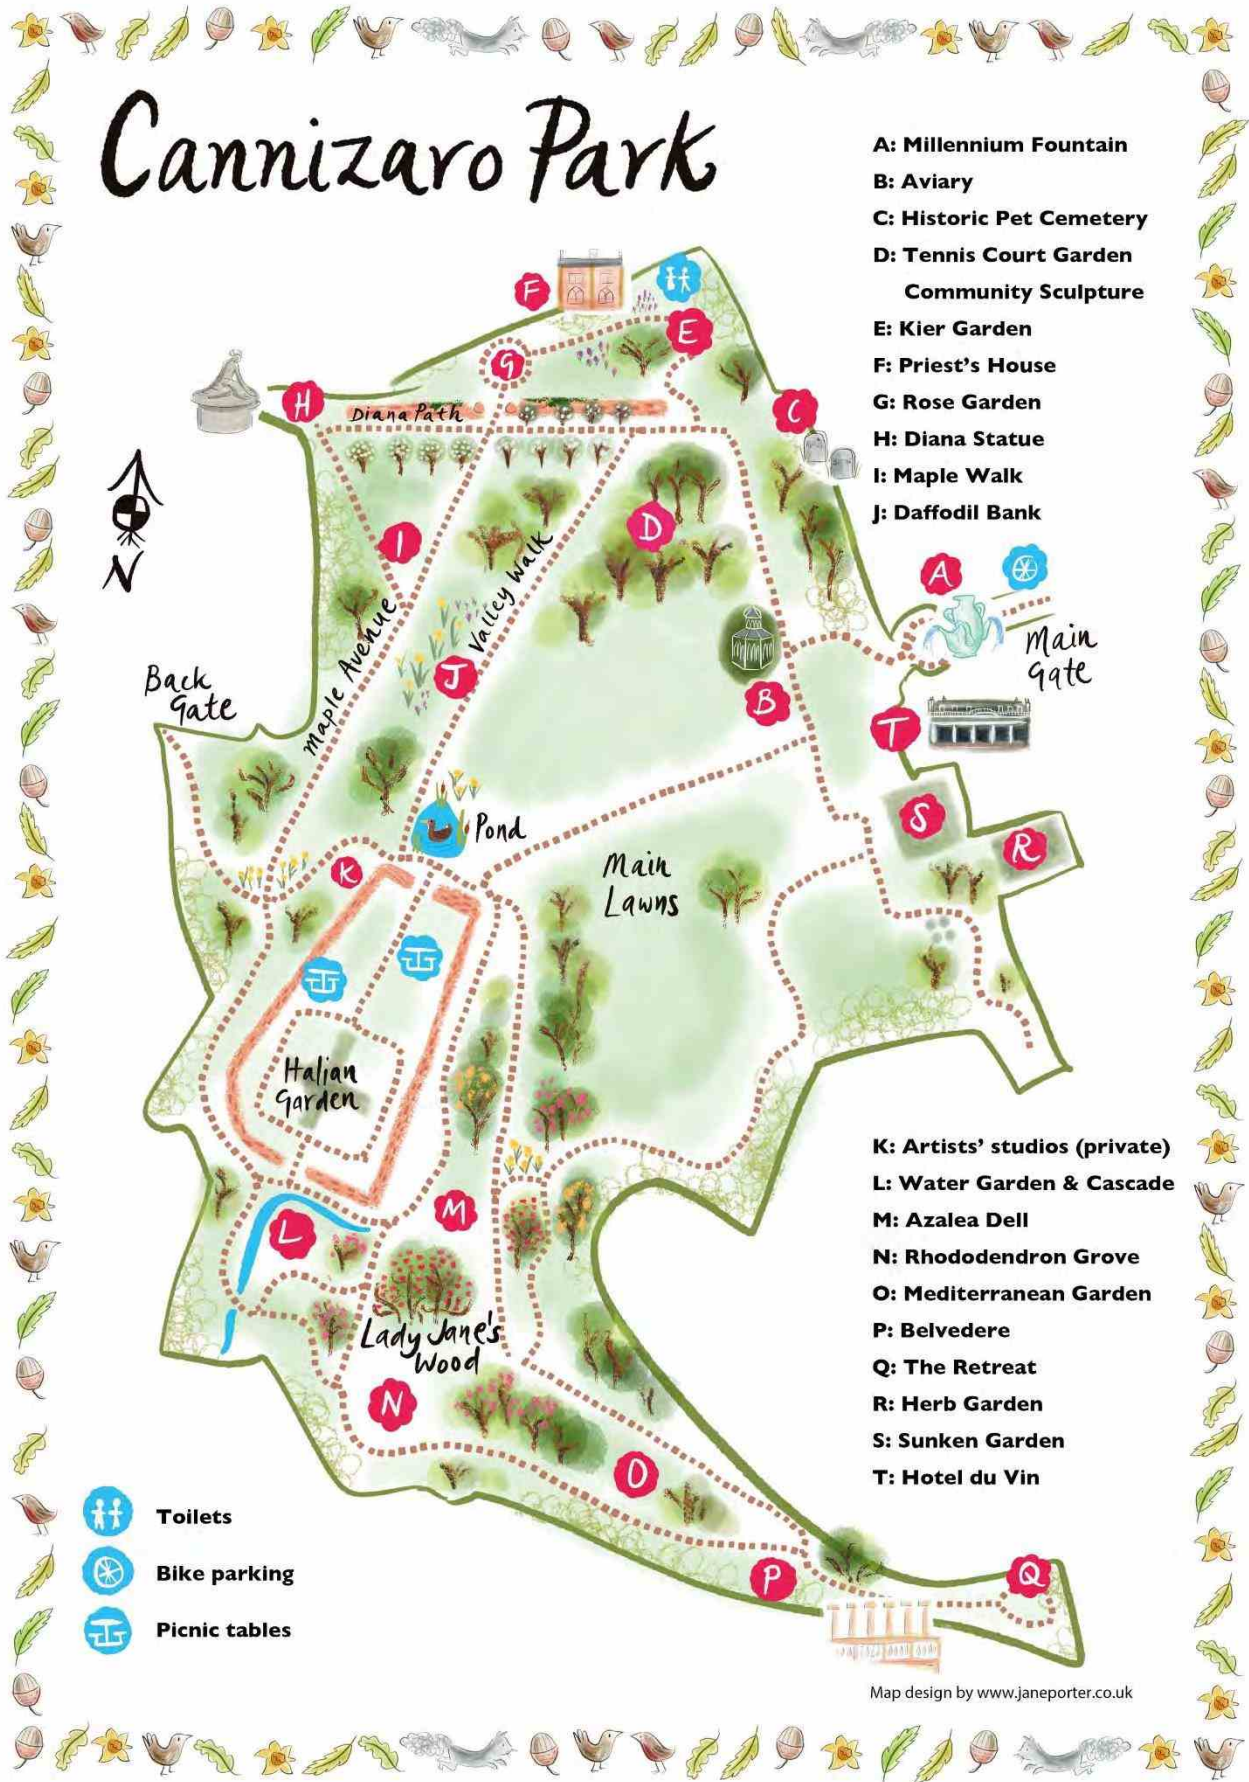 Cannizaro Park
A: Millennium Fountain
B: Aviary
C: Historic Pet Cemetery
D: Tennis Court Garden
Community Sculpture
E: Kier Garden
F: Priest's House
G: Rose Garden
H: Diana Statue
I: Maple Walk
J: Daffodil Bank
F
E
G
H
Diana Path
C
N
I
D
A
Maple Avenue
Valley Walk
J
B
Main
Gate
Back
Gate
T
Pond
S
R
K
Main
Lawns
Italian
Garden
K: Artists' studios (private)
L: Water Garden & Cascade
M: Azalea Dell
N: Rhododendron Grove
O: Mediterranean Garden
P: Belvedere
Q: The Retreat
R: Herb Garden
S: Sunken Garden
T: Hotel du Vin
M
L
Lady Jane's
Wood
N
O
P
Q
Toilets
Bike parking
Picnic tables
Map design by www.janeporter.co.uk